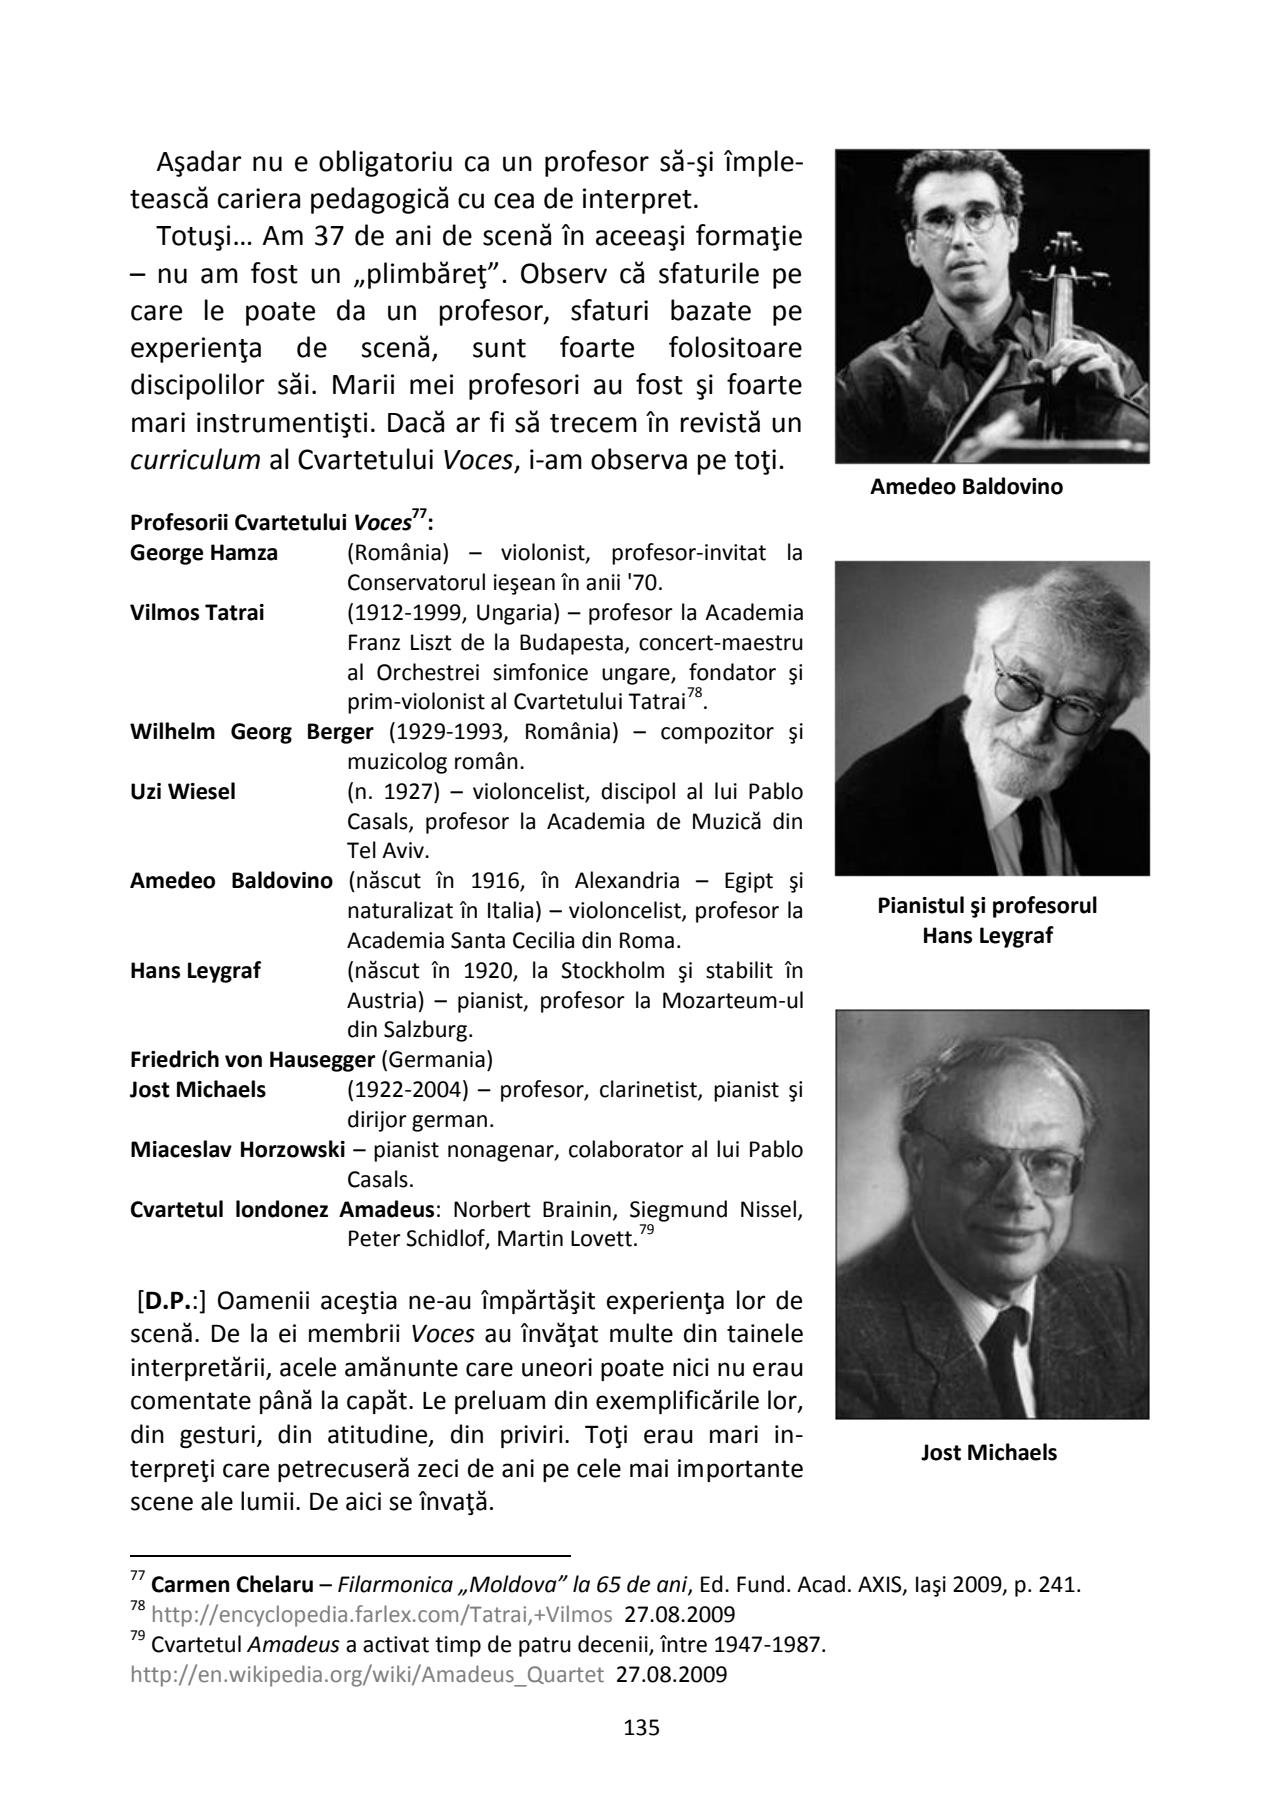 Aşadar nu e obligatoriu ca un profesor să-şi împle-
tească cariera pedagogică cu cea de interpret.
Totuşi... Am 37 de ani de scenă în aceeaşi formaţie
– nu am fost un „plimbăreţ”. Observ că sfaturile pe
care le poate da un profesor, sfaturi bazate pe
experienţa de scenă, sunt foarte folositoare
discipolilor săi. Marii mei profesori au fost şi foarte
mari instrumentişti. Dacă ar fi să trecem în revistă un
curriculum al Cvartetului Voces, i-am observa pe toţi.
Amedeo Baldovino
Profesorii Cvartetului Voces77:
George Hamza (România) – violonist, profesor-invitat la
Conservatorul ieşean în anii '70.
Vilmos Tatrai (1912-1999, Ungaria) – profesor la Academia
Franz Liszt de la Budapesta, concert-maestru
al Orchestrei simfonice ungare, fondator şi
prim-violonist al Cvartetului Tatrai78.
Wilhelm Georg Berger (1929-1993, România) – compozitor şi
muzicolog român.
Uzi Wiesel (n. 1927) – violoncelist, discipol al lui Pablo
Casals, profesor la Academia de Muzică din
Tel Aviv.
Amedeo Baldovino (născut în 1916, în Alexandria – Egipt şi
naturalizat în Italia) – violoncelist, profesor la
Academia Santa Cecilia din Roma.
Hans Leygraf (născut în 1920, la Stockholm şi stabilit în
Austria) – pianist, profesor la Mozarteum-ul
din Salzburg.
Friedrich von Hausegger (Germania)
Jost Michaels (1922-2004) – profesor, clarinetist, pianist şi
dirijor german.
Miaceslav Horzowski – pianist nonagenar, colaborator al lui Pablo
Casals.
Cvartetul londonez Amadeus: Norbert Brainin, Siegmund Nissel,
Peter Schidlof, Martin Lovett.79
Pianistul şi profesorul
Hans Leygraf
[D.P.:] Oamenii aceştia ne-au împărtăşit experienţa lor de
scenă. De la ei membrii Voces au învăţat multe din tainele
interpretării, acele amănunte care uneori poate nici nu erau
comentate până la capăt. Le preluam din exemplificările lor,
din gesturi, din atitudine, din priviri. Toţi erau mari in-
terpreţi care petrecuseră zeci de ani pe cele mai importante
scene ale lumii. De aici se învaţă.
Jost Michaels
77 Carmen Chelaru – Filarmonica „Moldova” la 65 de ani, Ed. Fund. Acad. AXIS, Iaşi 2009, p. 241.
78 http://encyclopedia.farlex.com/Tatrai,+Vilmos 27.08.2009
79 Cvartetul Amadeus a activat timp de patru decenii, între 1947-1987.
http://en.wikipedia.org/wiki/Amadeus_Quartet 27.08.2009
135